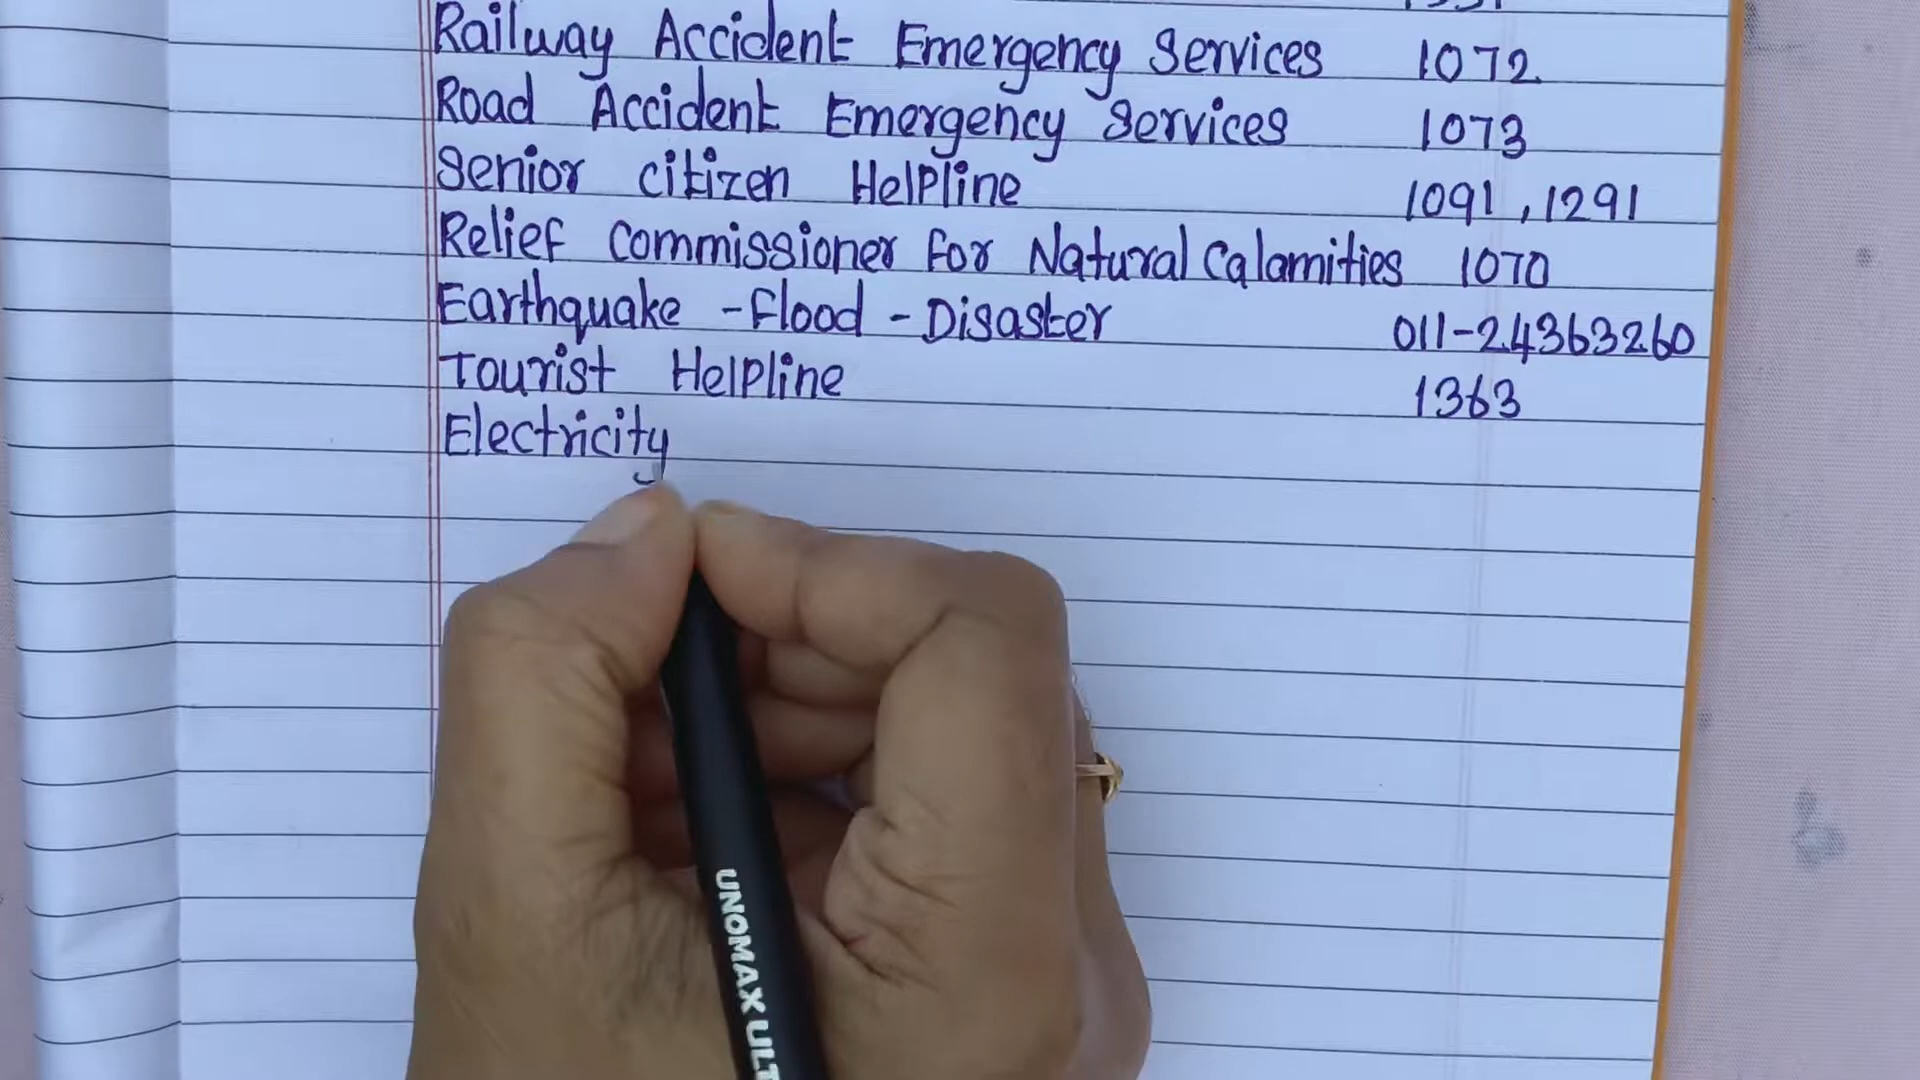 Railway Accident Emergency Services 1072
Road Accident Emergency Services 1073
Senior citizen Helpline 1091, 1291
Relief Commissioner for Natural Calamities 1070
Earthquake - Flood - Disaster 011-24363260
Tourist Helpline 1363
Electricity
UNOMAX ULT